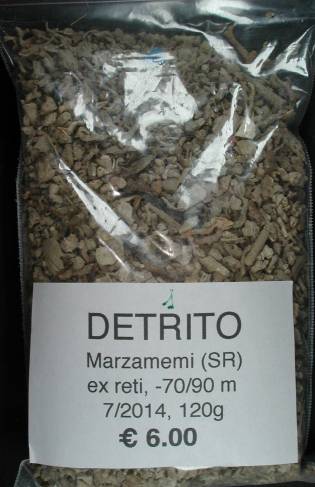 DETRITO
Marzamemi (SR)
ex reti, -70/90 m
7/2014, 120g
€ 6.00